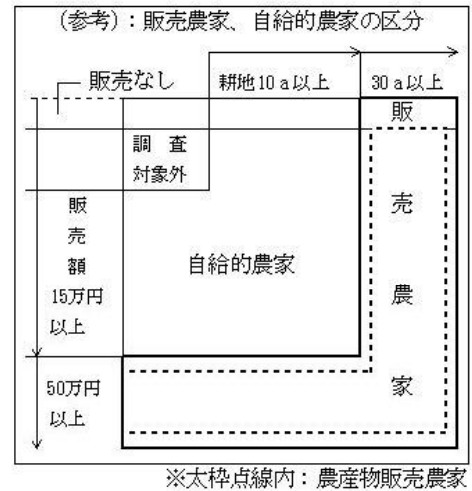 (参考)：販売農家、自給的農家の区分
販売なし
耕地10a以上
30a以上
調査
対象外
販
売
額
15万円
以上
50万円
以上
自給的農家
販
売
農
家
※太枠点線内：農産物販売農家